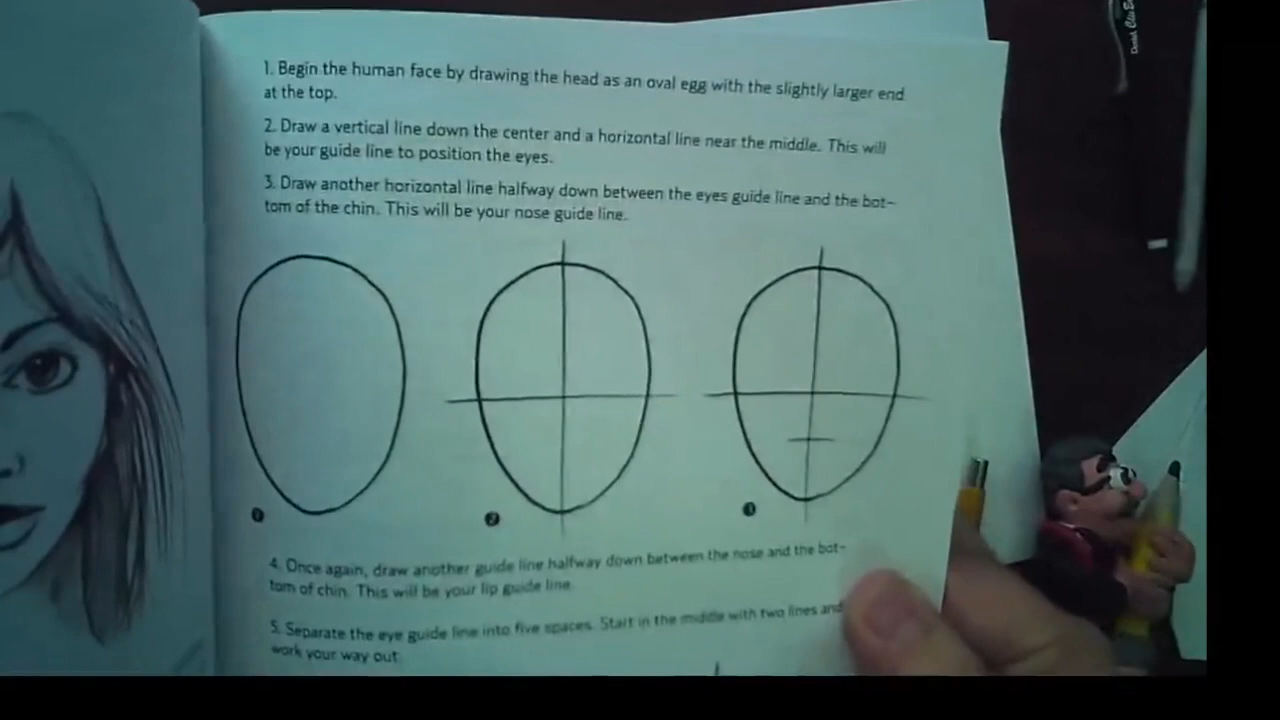 1. Begin the human face by drawing the head as an oval egg with the slightly larger end
at the top.
2. Draw a vertical line down the center and a horizontal line near the middle. This will
be your guide line to position the eyes.
3. Draw another horizontal line halfway down between the eyes guide line and the bot-
tom of the chin. This will be your nose guide line.
1
2
3
4. Once again, draw another guide line halfway down between the nose and the bot-
tom of chin. This will be your lip guide line.
5. Separate the eye guide line into five spaces. Start in the middle with two lines and
work your way out.